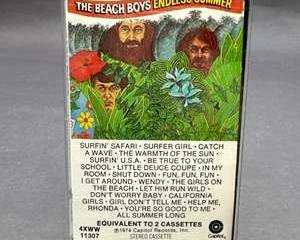 THE BEACH BOYS ENDLESS SUMMER
SURFIN' SAFARI · SURFER GIRL · CATCH
A WAVE · THE WARMTH OF THE SUN ·
SURFIN' U.S.A. · BE TRUE TO YOUR
SCHOOL · LITTLE DEUCE COUPE · IN MY
ROOM · SHUT DOWN · FUN, FUN, FUN
I GET AROUND · WENDY · THE GIRLS ON
THE BEACH · LET HIM RUN WILD ·
DON'T WORRY BABY · CALIFORNIA
GIRLS · GIRL DON'T TELL ME · HELP ME,
RHONDA · YOU'RE SO GOOD TO ME ·
ALL SUMMER LONG
EQUIVALENT TO 2 CASSETTES
4XWW
11307
℗1974 Capitol Records, Inc.
STEREO CASSETTE
Capitol